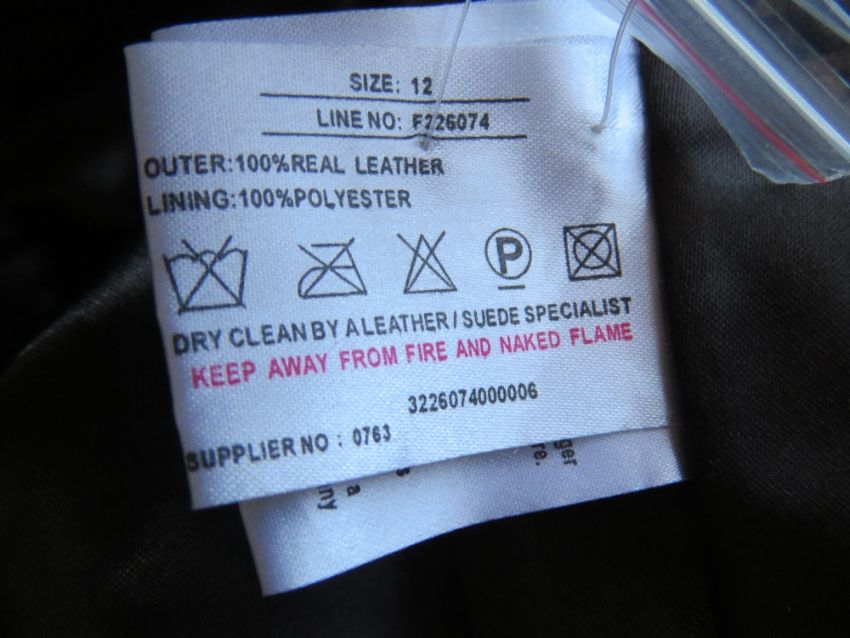 SIZE: 12
LINE NO: F226074
OUTER:100%REAL LEATHER
LINING:100%POLYESTER
P
DRY CLEAN BY A LEATHER / SUEDE SPECIALIST
KEEP AWAY FROM FIRE AND NAKED FLAME
3226074000006
SUPPLIER NO : 0763